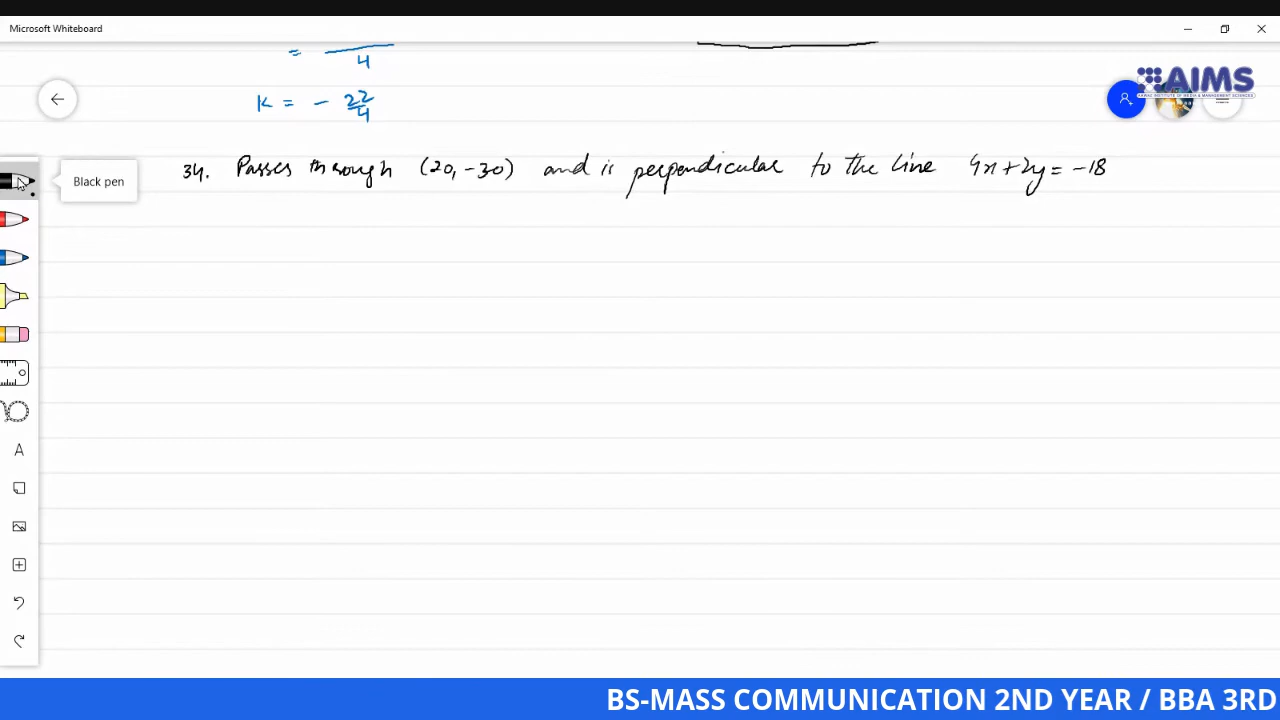 Microsoft Whiteboard
=
4
K = - 22/4
AIMS
34. Passes through (20, -30) and is perpendicular to the line 4x + 2y = -18
Black pen
A
BS-MASS COMMUNICATION 2ND YEAR / BBA 3RD